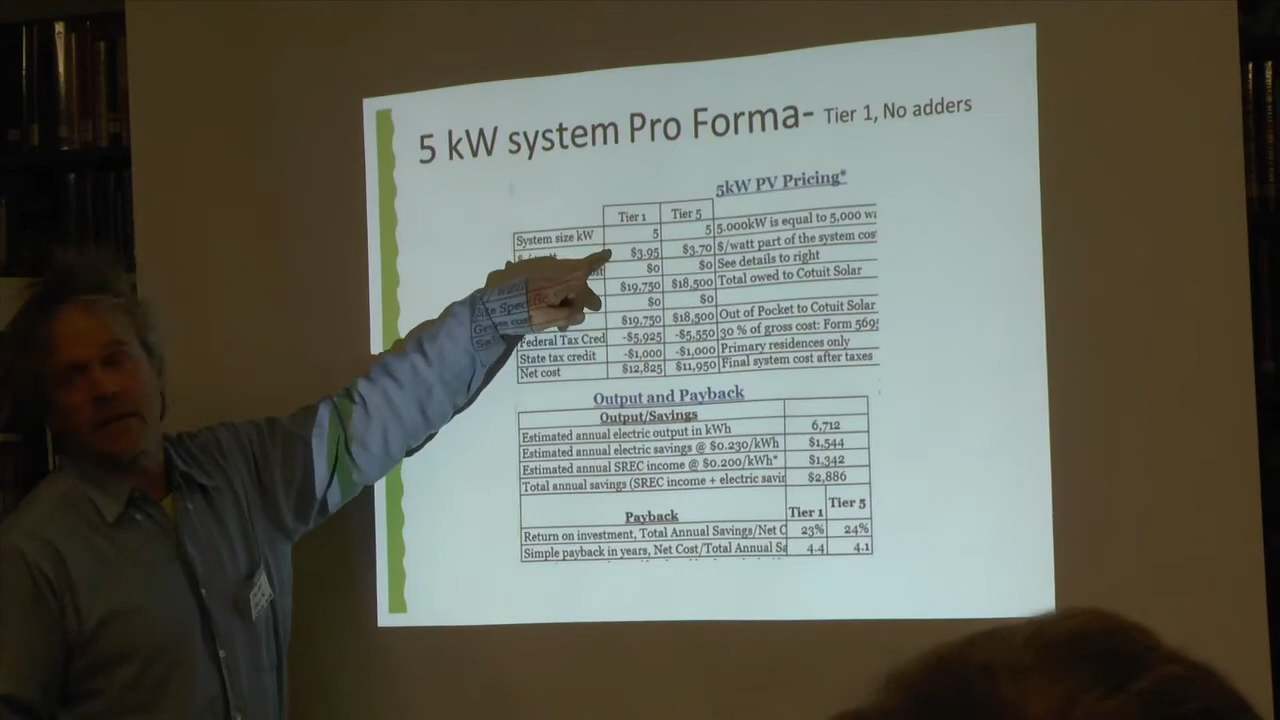 5 kW system Pro Forma- Tier 1, No adders
5kW PV Pricing*
Tier 1 Tier 5
System size kW 5 5 5.000kW is equal to 5,000 wa
$/watt $3.95 $3.70 $/watt part of the system cos
Site Specific $0 $0 See details to right
Gross cost $19,750 $18,500 Total owed to Cotuit Solar
$0 $0
$19,750 $18,500 Out of Pocket to Cotuit Solar
Federal Tax Cred -$5,925 -$5,550 30 % of gross cost: Form 569
State tax credit -$1,000 -$1,000 Primary residences only
Net cost $12,825 $11,950 Final system cost after taxes
Output and Payback
Output/Savings
Estimated annual electric output in kWh 6,712
Estimated annual electric savings @ $0.230/kWh $1,544
Estimated annual SREC income @ $0.200/kWh* $1,342
Total annual savings (SREC income + electric savin $2,886
Payback Tier 1 Tier 5
Return on investment, Total Annual Savings/Net C 23% 24%
Simple payback in years, Net Cost/Total Annual Sa 4.4 4.1